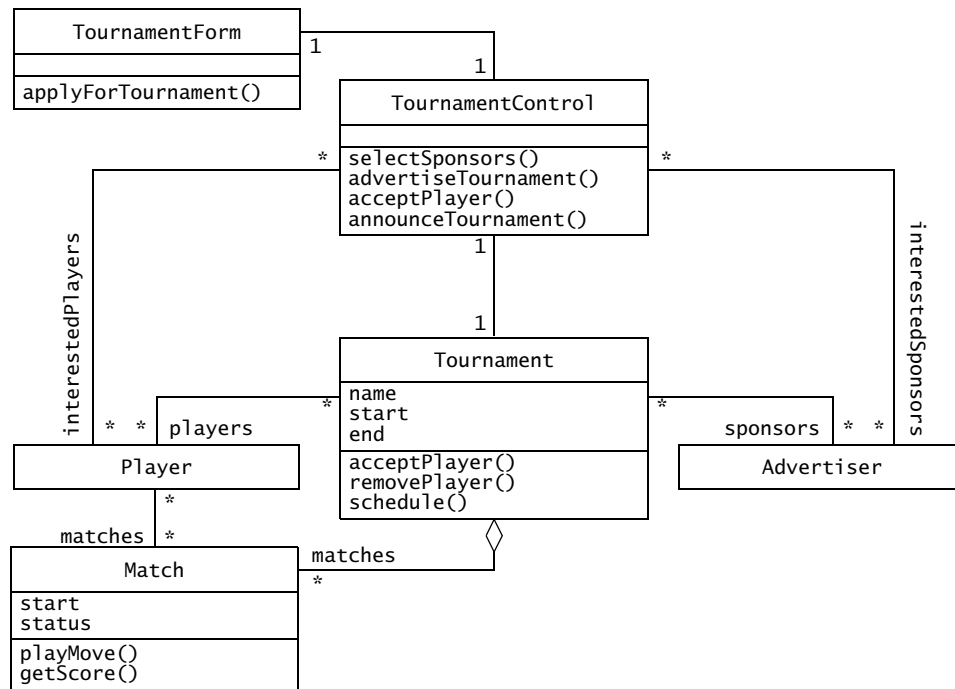 TournamentForm
1
applyForTournament()
1
TournamentControl
*
selectSponsors()
*
advertiseTournament()
acceptPlayer()
announceTournament()
1
interestedPlayers
interestedSponsors
1
Tournament
name
*
*
start
end
* * players
sponsors * *
Player
Advertiser
acceptPlayer()
removePlayer()
schedule()
*
matches *
matches
*
Match
start
status
playMove()
getScore()